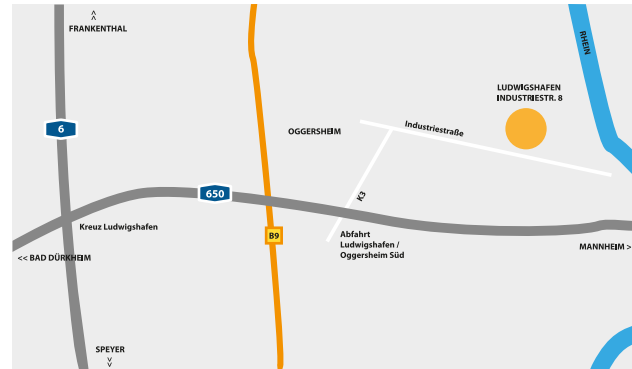 ^
^
FRANKENTHAL
RHEIN
LUDWIGSHAFEN
INDUSTRIESTR. 8
6
OGGERSHEIM
Industriestraße
650
K3
Kreuz Ludwigshafen
B9
Abfahrt
Ludwigshafen /
Oggersheim Süd
MANNHEIM >
<< BAD DÜRKHEIM
SPEYER
v
v